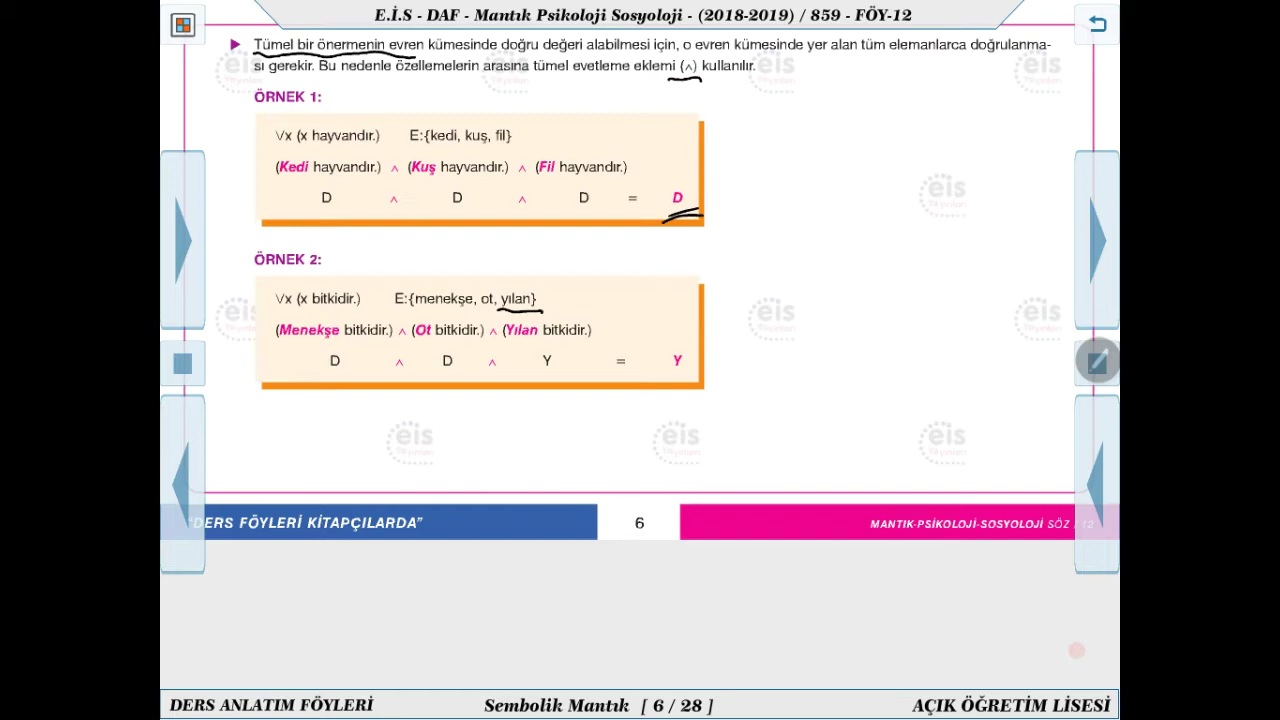 E.İ.S - DAF - Mantık Psikoloji Sosyoloji - (2018-2019) / 859 - FÖY-12
Tümel bir önermenin evren kümesinde doğru değeri alabilmesi için, o evren kümesinde yer alan tüm elemanlarca doğrulanma-
sı gerekir. Bu nedenle özellemelerin arasına tümel evetleme eklemi (∧) kullanılır.
ÖRNEK 1:
∀x (x hayvandır.) E:{kedi, kuş, fil}
(Kedi hayvandır.) ∧ (Kuş hayvandır.) ∧ (Fil hayvandır.)
D ∧ D ∧ D = D
ÖRNEK 2:
∀x (x bitkidir.) E:{menekşe, ot, yılan}
(Menekşe bitkidir.) ∧ (Ot bitkidir.) ∧ (Yılan bitkidir.)
D ∧ D ∧ Y = Y
eis
Yayınları
"DERS FÖYLERİ KİTAPÇILARDA"
6
MANTIK-PSİKOLOJİ-SOSYOLOJİ SÖZ / 12
DERS ANLATIM FÖYLERİ
Sembolik Mantık [ 6 / 28 ]
AÇIK ÖĞRETİM LİSESİ